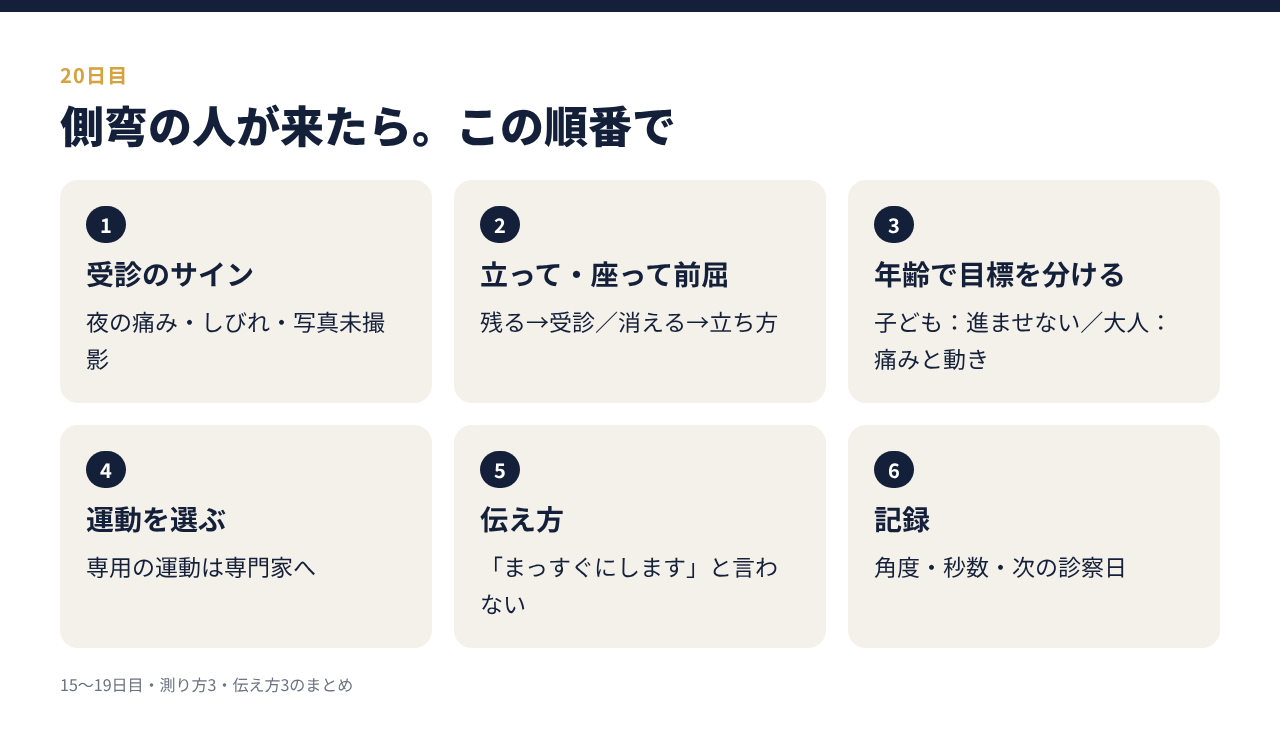 20日目
側弯の人が来たら。この順番で
1
受診のサイン
夜の痛み・しびれ・写真未撮
影
2
立って・座って前屈
残る→受診／消える→立ち方
3
年齢で目標を分ける
子ども：進ませない／大人：
痛みと動き
4
運動を選ぶ
専用の運動は専門家へ
5
伝え方
「まっすぐにします」と言わ
ない
6
記録
角度・秒数・次の診察日
15〜19日目・測り方3・伝え方3のまとめ